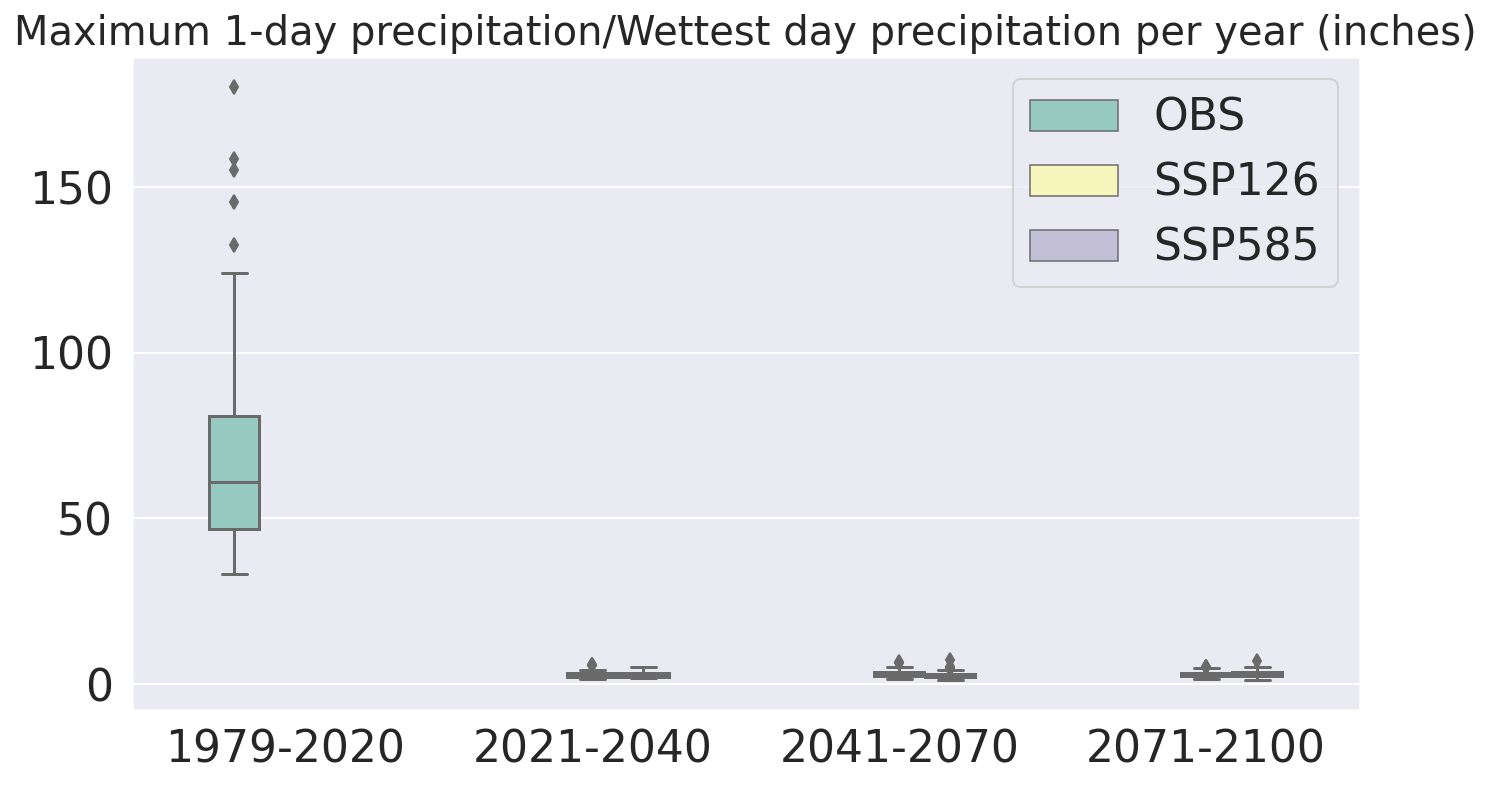 Maximum 1-day precipitation/Wettest day precipitation per year (inches)
OBS
SSP126
SSP585
150
100
50
0
1979-2020 2021-2040 2041-2070 2071-2100